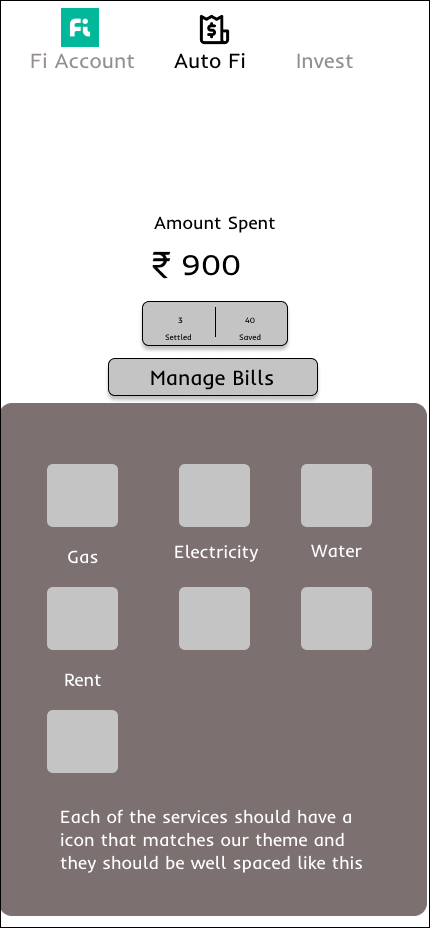 Fi
Fi Account Auto Fi Invest
Amount Spent
₹ 900
3 40
Settled Saved
Manage Bills
Gas Electricity Water
Rent
Each of the services should have a
icon that matches our theme and
they should be well spaced like this